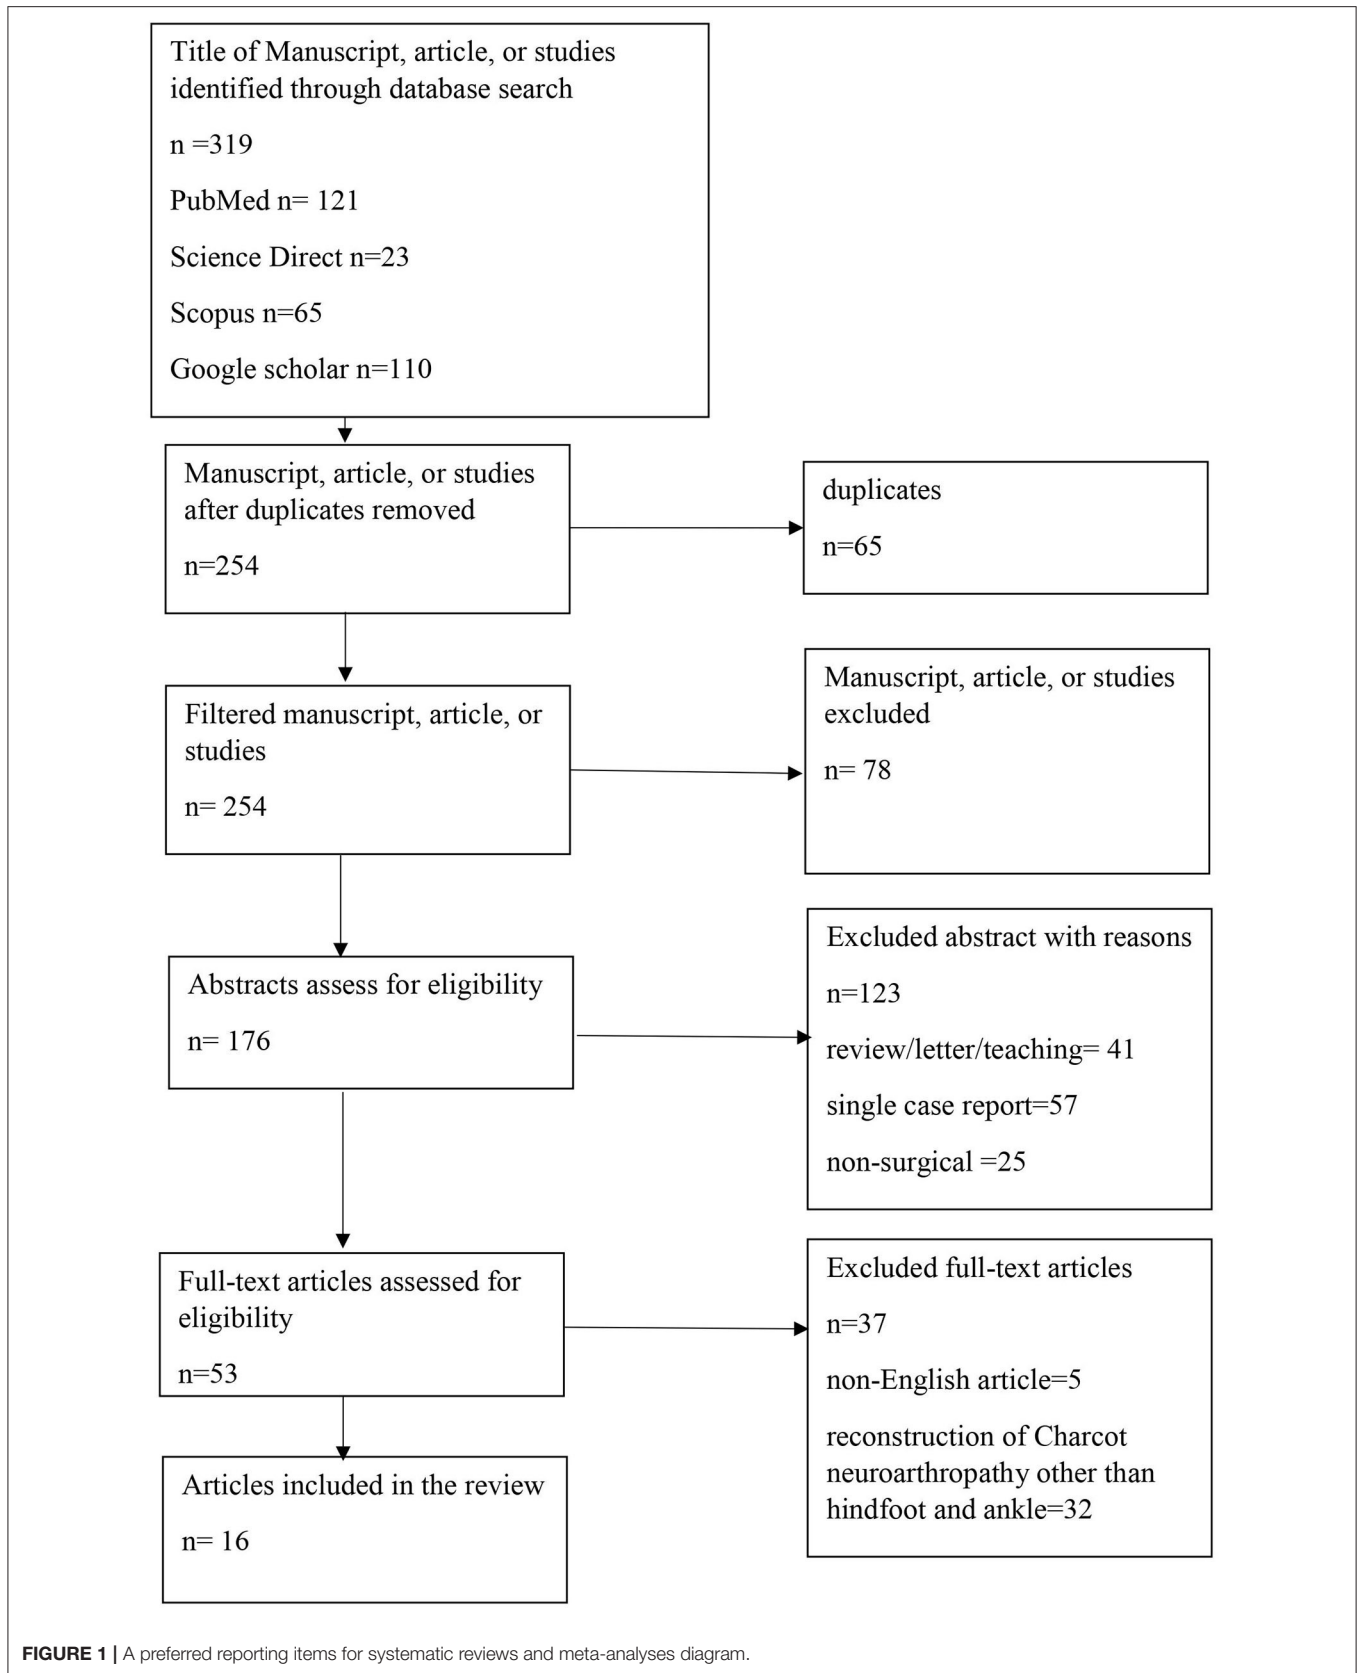 Title of Manuscript, article, or studies
identified through database search
n =319
PubMed n= 121
Science Direct n=23
Scopus n=65
Google scholar n=110
Manuscript, article, or studies
after duplicates removed
n=254
duplicates
n=65
Filtered manuscript, article, or
studies
n= 254
Manuscript, article, or studies
excluded
n= 78
Abstracts assess for eligibility
n= 176
Excluded abstract with reasons
n=123
review/letter/teaching= 41
single case report=57
non-surgical =25
Full-text articles assessed for
eligibility
n=53
Excluded full-text articles
n=37
non-English article=5
reconstruction of Charcot
neuroarthropathy other than
hindfoot and ankle=32
Articles included in the review
n= 16
FIGURE 1 | A preferred reporting items for systematic reviews and meta-analyses diagram.